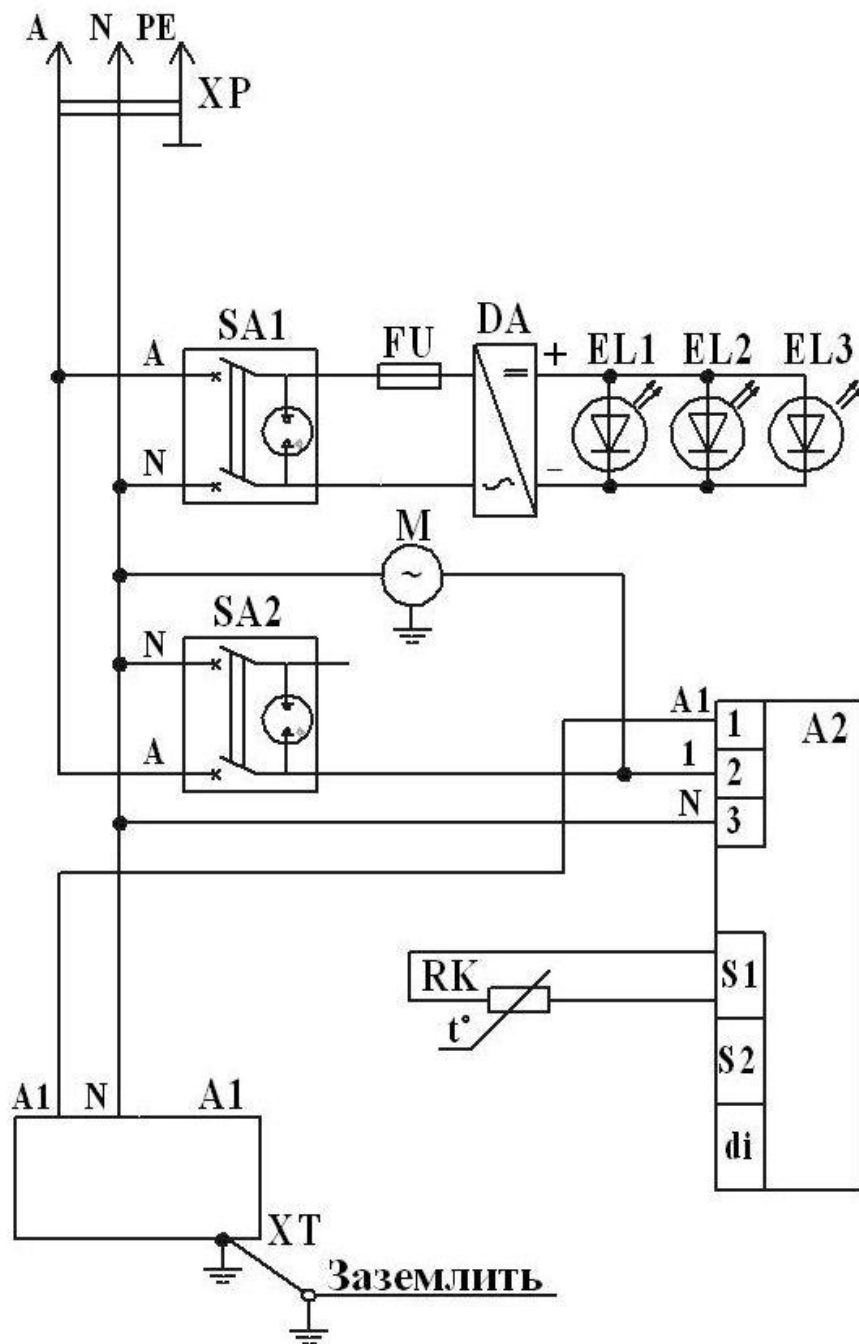 A N PE
XP
SA1 FU DA EL1 EL2 EL3
A +
N −
M
~
SA2
N
A1 1 A2
A 1 2
N 3
RK S1
t°
S2
A1 N A1
di
XT
Заземлить